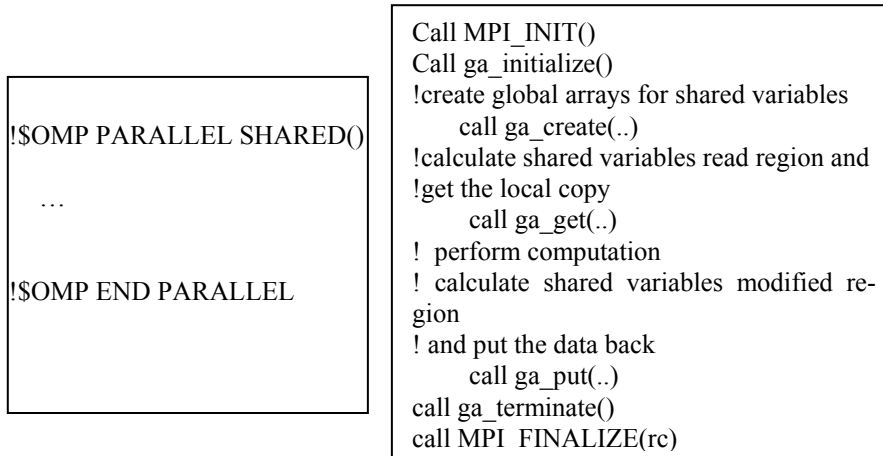 !$OMP PARALLEL SHARED()
…
!$OMP END PARALLEL
Call MPI_INIT()
Call ga_initialize()
!create global arrays for shared variables
call ga_create(..)
!calculate shared variables read region and
!get the local copy
call ga_get(..)
! perform computation
! calculate shared variables modified re-
gion
! and put the data back
call ga_put(..)
call ga_terminate()
call MPI_FINALIZE(rc)